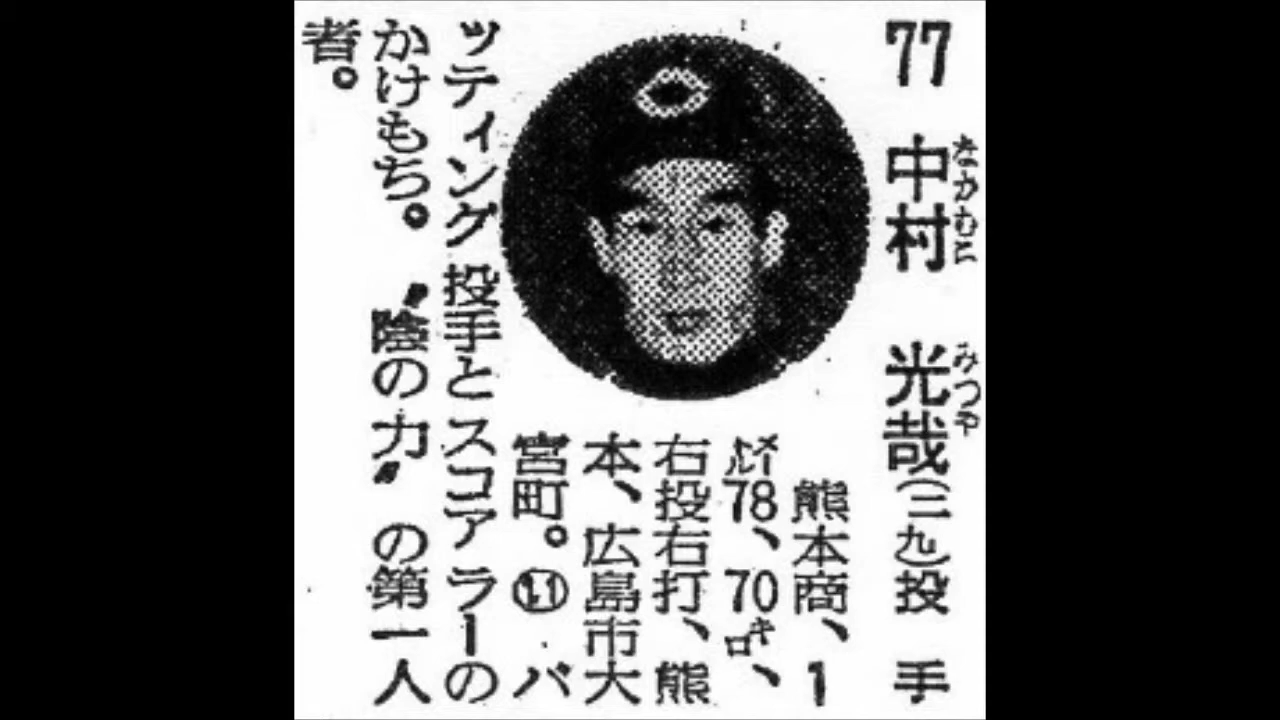 77 中村 光哉(二九)投手
なかむら みつや
熊本商、1
メートル78、70キロ、
右投右打、熊
本、広島市大
宮町。⑪ バ
ッティング投手とスコアラーの
かけもち。〝陰の力〟の第一人
者。